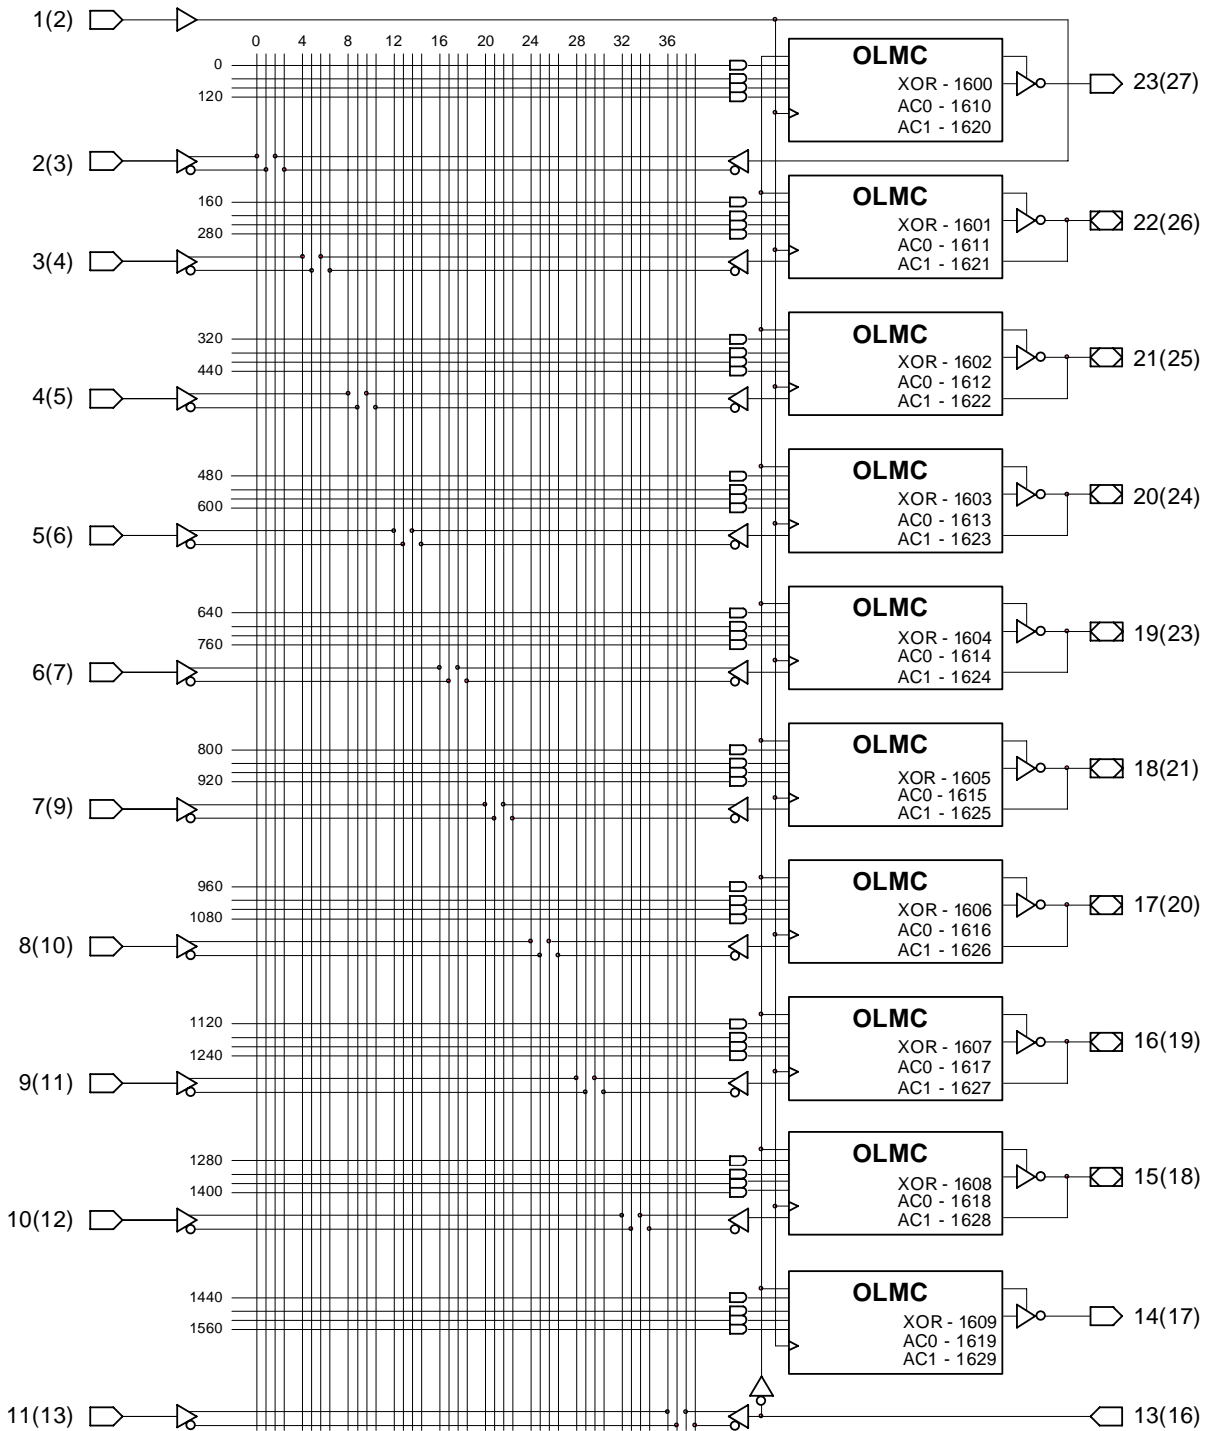 1(2)
0 4 8 12 16 20 24 28 32 36
0
120
OLMC
XOR - 1600
AC0 - 1610
AC1 - 1620
23(27)
2(3)
160
280
OLMC
XOR - 1601
AC0 - 1611
AC1 - 1621
22(26)
3(4)
320
440
OLMC
XOR - 1602
AC0 - 1612
AC1 - 1622
21(25)
4(5)
480
600
OLMC
XOR - 1603
AC0 - 1613
AC1 - 1623
20(24)
5(6)
640
760
OLMC
XOR - 1604
AC0 - 1614
AC1 - 1624
19(23)
6(7)
800
920
OLMC
XOR - 1605
AC0 - 1615
AC1 - 1625
18(21)
7(9)
960
1080
OLMC
XOR - 1606
AC0 - 1616
AC1 - 1626
17(20)
8(10)
1120
1240
OLMC
XOR - 1607
AC0 - 1617
AC1 - 1627
16(19)
9(11)
1280
1400
OLMC
XOR - 1608
AC0 - 1618
AC1 - 1628
15(18)
10(12)
1440
1560
OLMC
XOR - 1609
AC0 - 1619
AC1 - 1629
14(17)
11(13)
13(16)